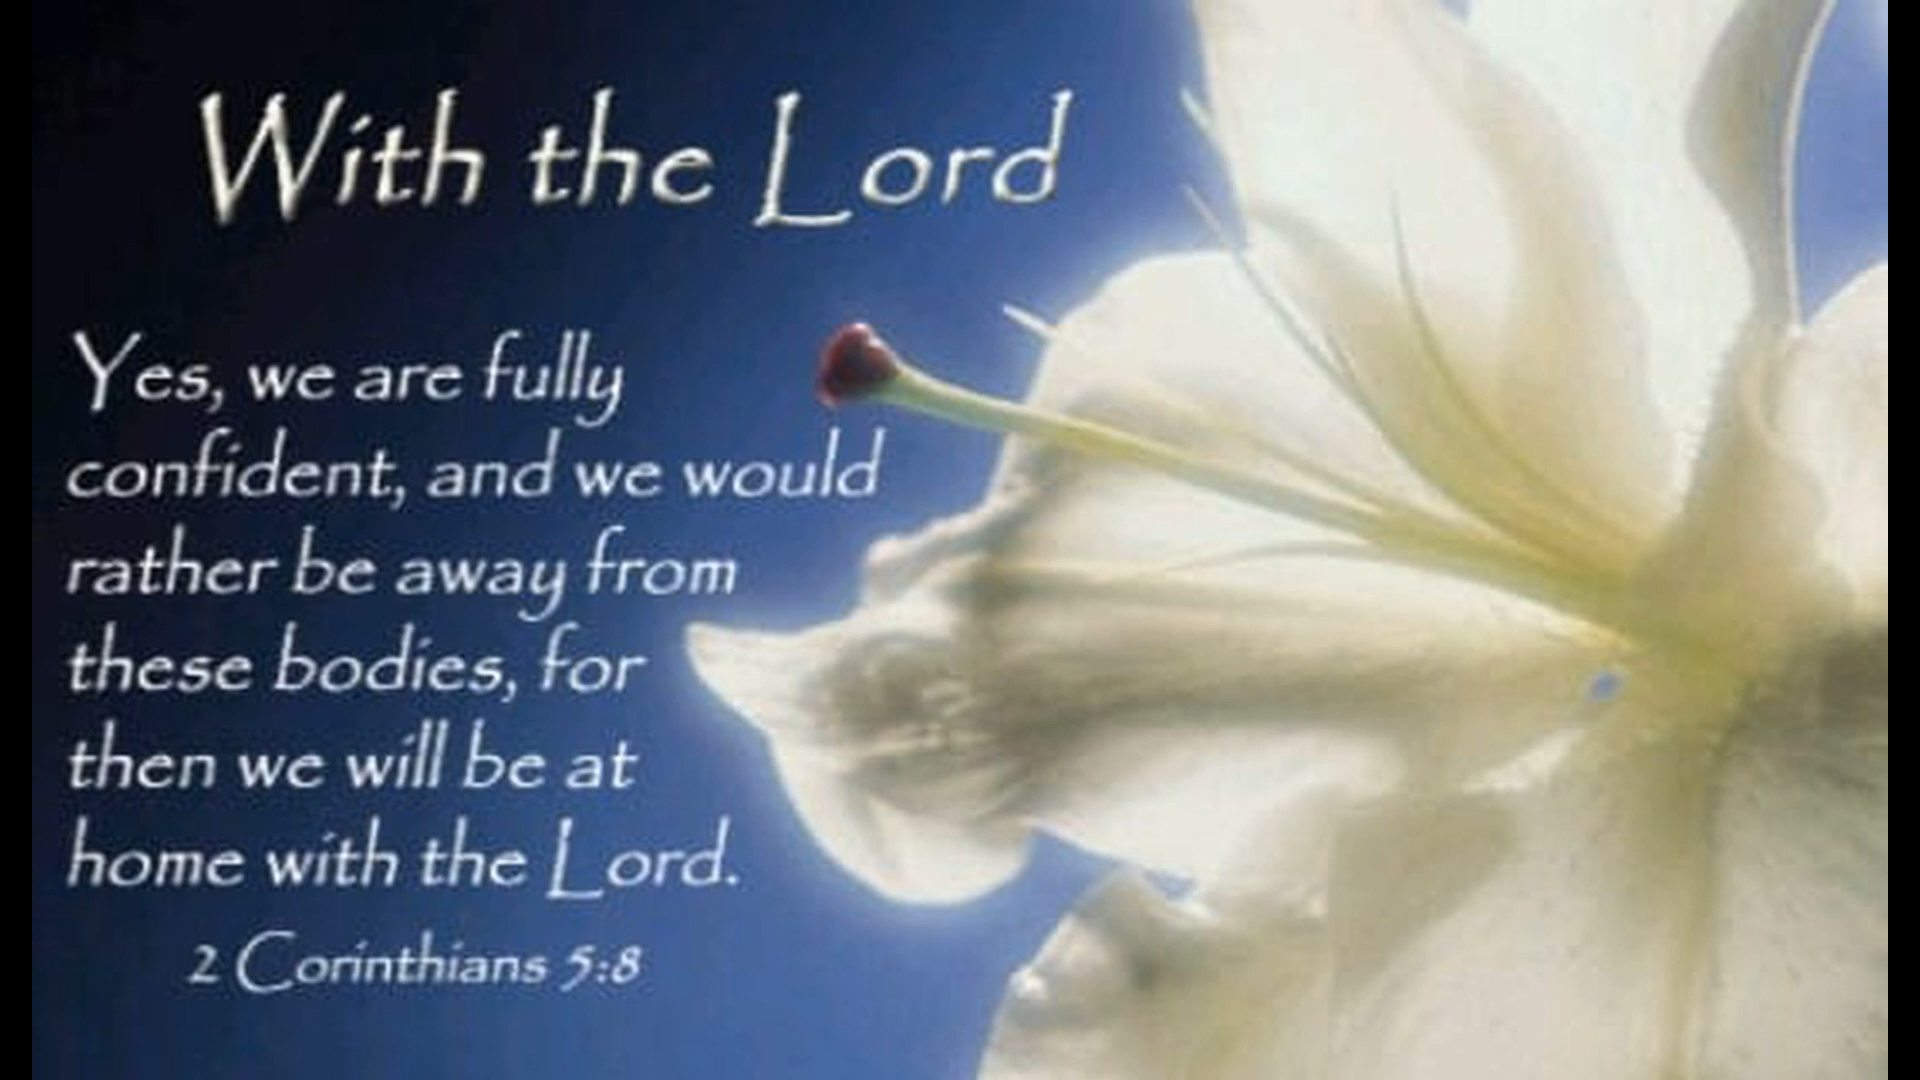 With the Lord
Yes, we are fully
confident, and we would
rather be away from
these bodies, for
then we will be at
home with the Lord.
2 Corinthians 5:8